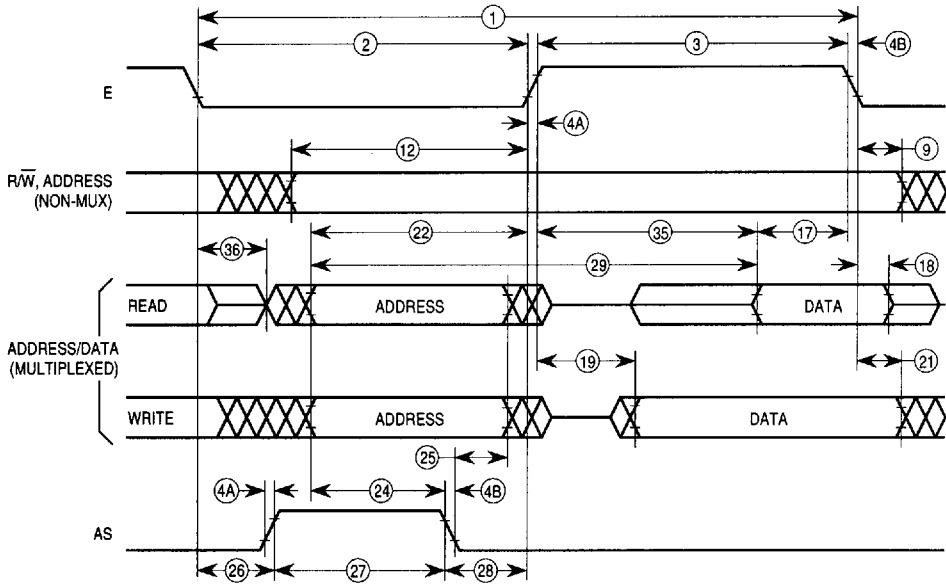 1
2
3
4B
E
4A
12
9
R/W̅, ADDRESS
(NON-MUX)
22
35
17
36
29
18
READ
ADDRESS
DATA
ADDRESS/DATA
(MULTIPLEXED)
19
21
WRITE
ADDRESS
DATA
25
4A
24
4B
AS
26
27
28